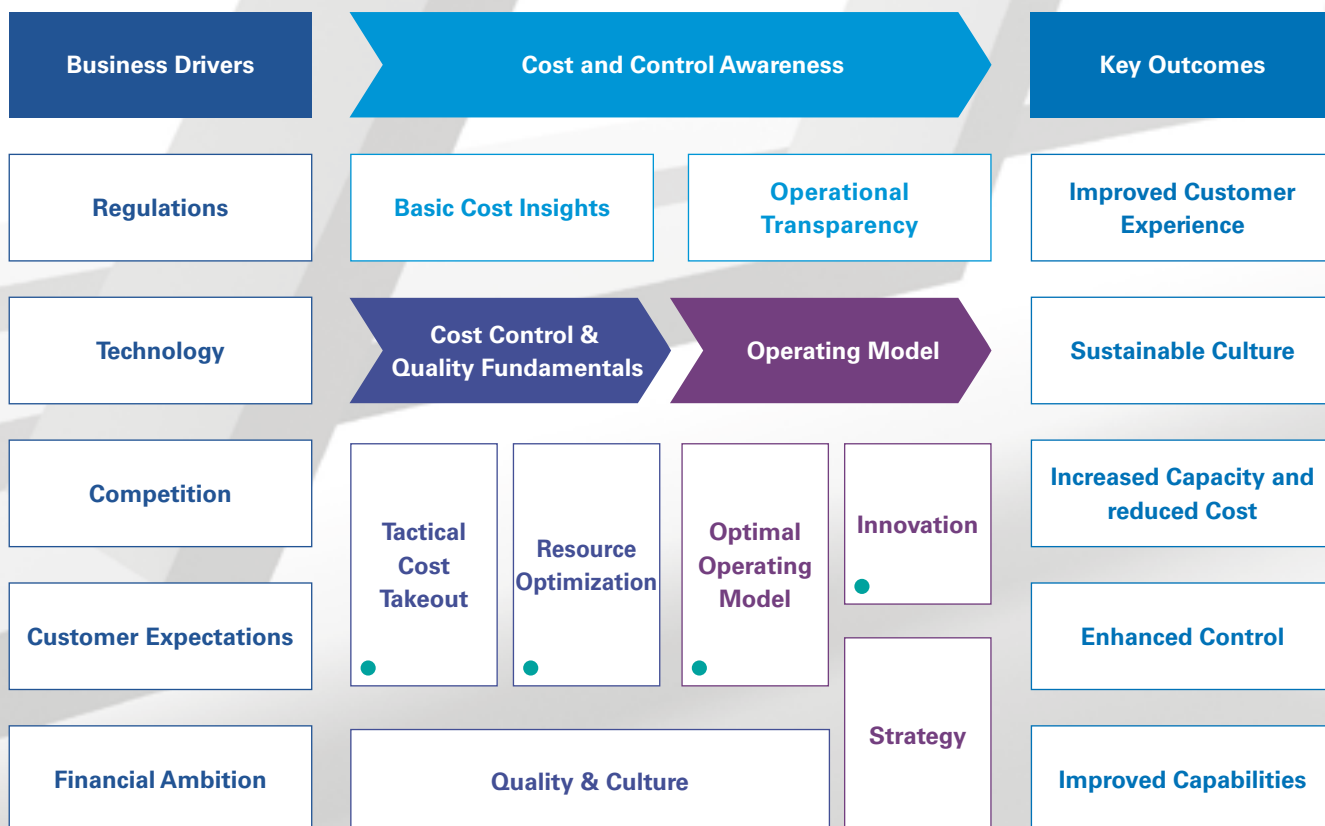 Business Drivers
Cost and Control Awareness
Key Outcomes
Regulations
Basic Cost Insights
Operational
Transparency
Improved Customer
Experience
Technology
Cost Control &
Quality Fundamentals
Operating Model
Sustainable Culture
Competition
Tactical
Cost
Takeout
Resource
Optimization
Optimal
Operating
Model
Innovation
Increased Capacity and
reduced Cost
Customer Expectations
Enhanced Control
Financial Ambition
Quality & Culture
Strategy
Improved Capabilities